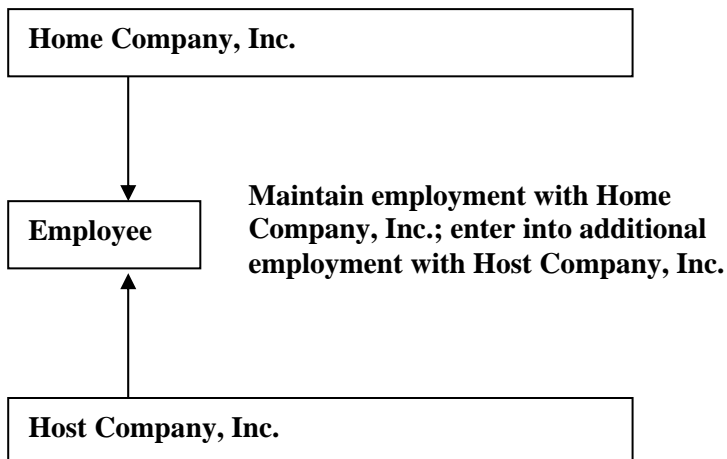 Home Company, Inc.
Employee
Maintain employment with Home
Company, Inc.; enter into additional
employment with Host Company, Inc.
Host Company, Inc.